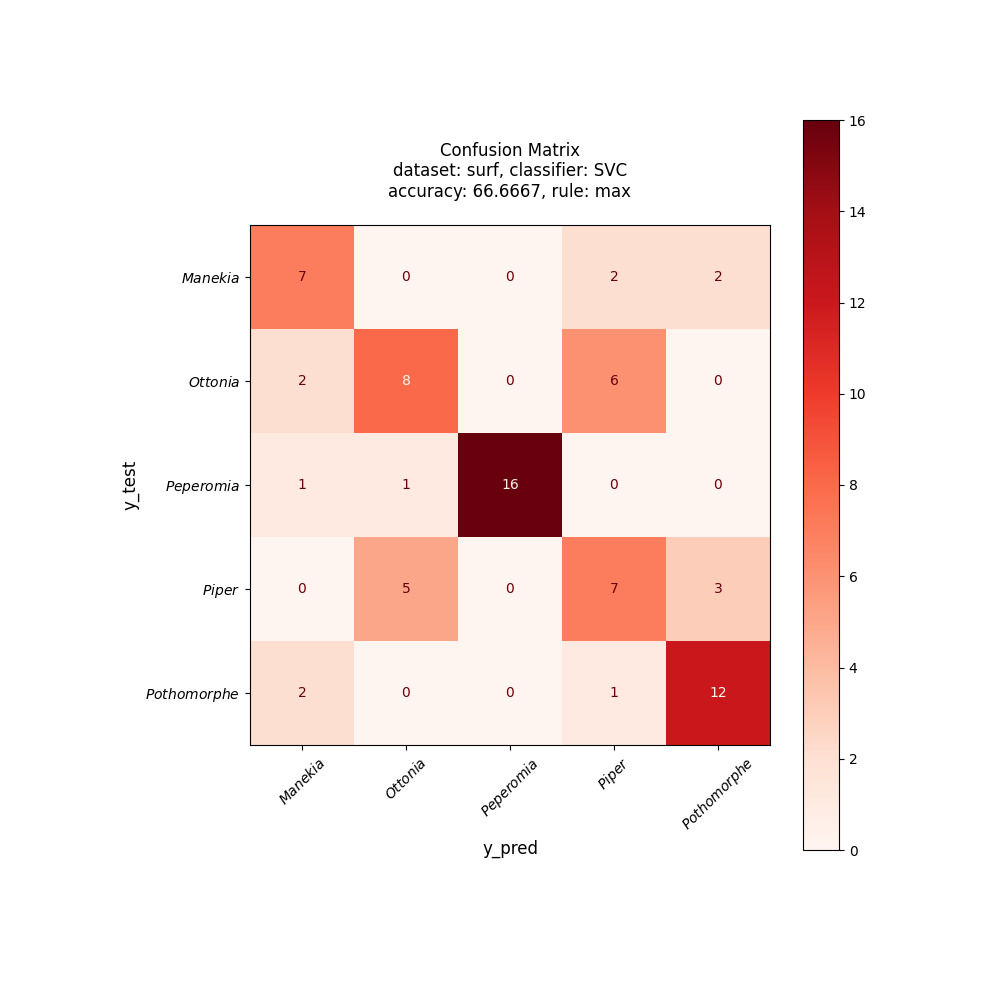 Confusion Matrix
dataset: surf, classifier: SVC
accuracy: 66.6667, rule: max
Manekia 7 0 0 2 2
Ottonia 2 8 0 6 0
Peperomia 1 1 16 0 0
Piper 0 5 0 7 3
Pothomorphe 2 0 0 1 12
Manekia Ottonia Peperomia Piper Pothomorphe
y_pred
y_test
16
14
12
10
8
6
4
2
0